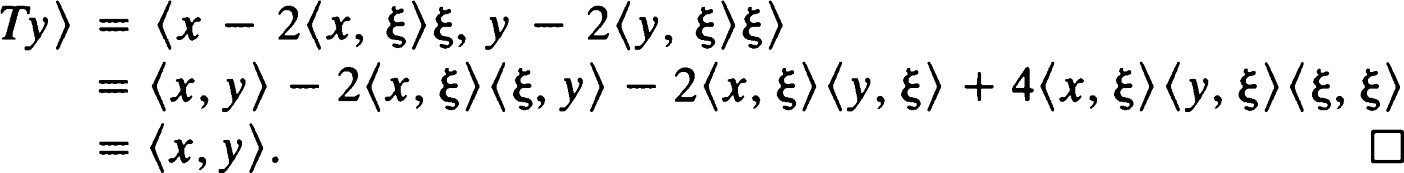 Ty⟩ = ⟨x − 2⟨x, ξ⟩ξ, y − 2⟨y, ξ⟩ξ⟩
= ⟨x, y⟩ − 2⟨x, ξ⟩⟨ξ, y⟩ − 2⟨x, ξ⟩⟨y, ξ⟩ + 4⟨x, ξ⟩⟨y, ξ⟩⟨ξ, ξ⟩
= ⟨x, y⟩. □